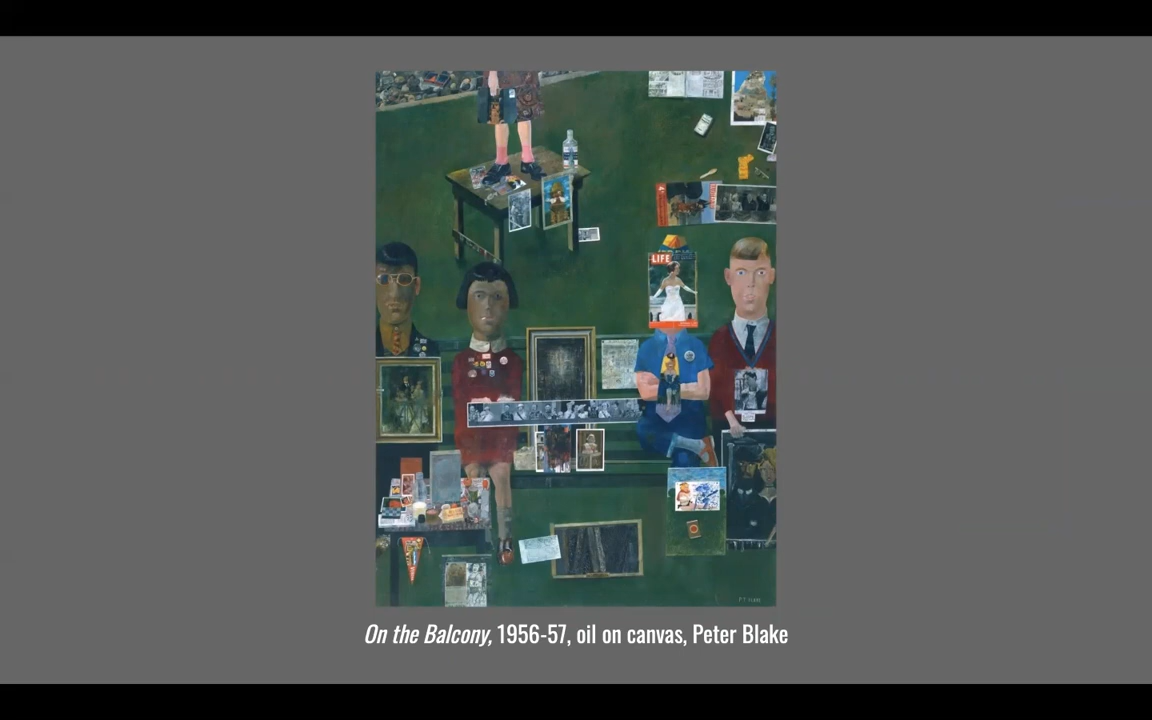 LIFE
On the Balcony, 1956-57, oil on canvas, Peter Blake